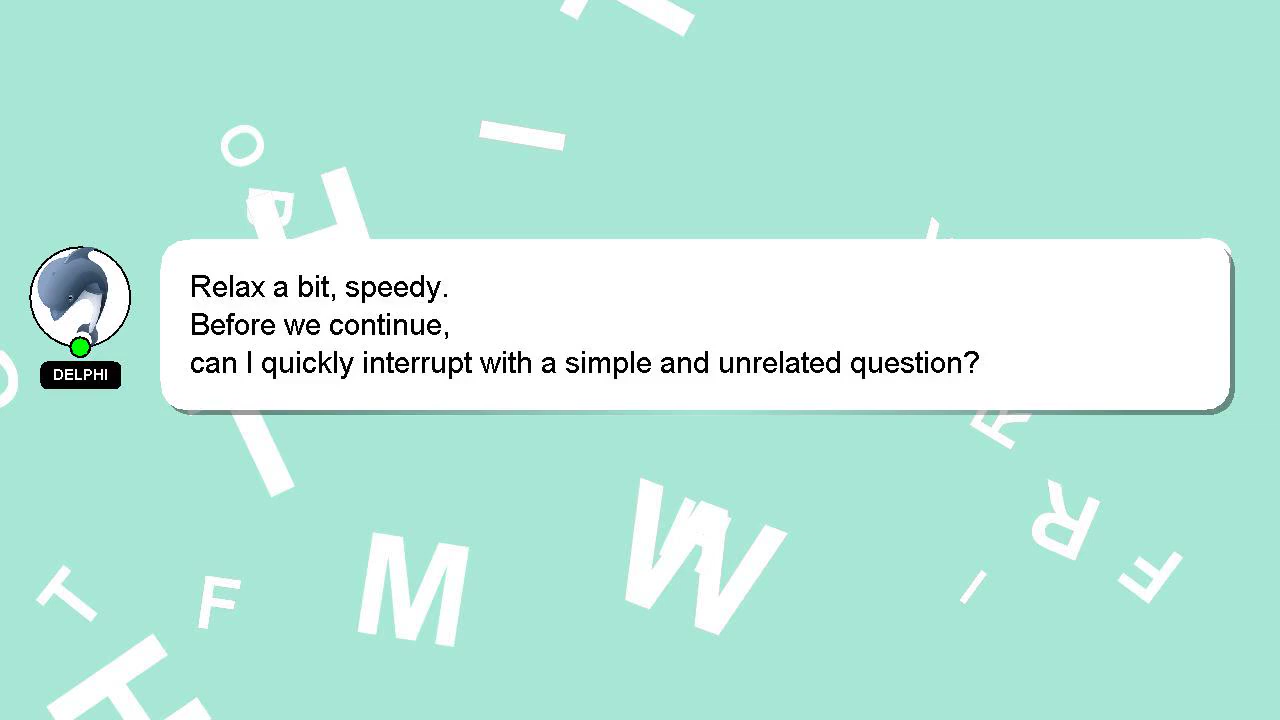 Relax a bit, speedy.
Before we continue,
can I quickly interrupt with a simple and unrelated question?
DELPHI
O
I
T
F
M
W
R
R
F
I
H